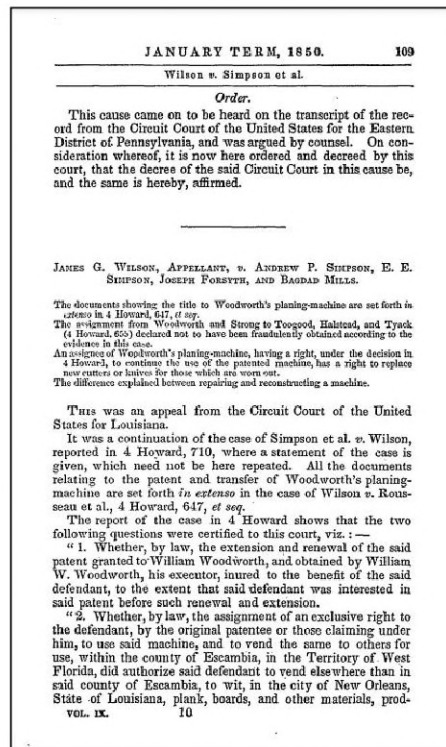 JANUARY TERM, 1850. 109
Wilson v. Simpson et al.
Order.
This cause came on to be heard on the transcript of the rec-
ord from the Circuit Court of the United States for the Eastern
District of Pennsylvania, and was argued by counsel. On con-
sideration whereof, it is now here ordered and decreed by this
court, that the decree of the said Circuit Court in this cause be,
and the same is hereby, affirmed.
JAMES G. WILSON, APPELLANT, v. ANDREW P. SIMPSON, E. E.
SIMPSON, JOSEPH FORSYTH, AND BAGDAD MILLS.
The documents showing the title to Woodworth's planing-machine are set forth in
extenso in 4 Howard, 647, et seq.
The assignment from Woodworth and Strong to Toogood, Halstead, and Tyack
(4 Howard, 655) declared not to have been fraudulently obtained according to the
evidence in this case.
An assignee of Woodworth's planing-machine, having a right, under the decision in
4 Howard, to continue the use of the patented machine, has a right to replace
new cutters or knives for those which are worn out.
The difference explained between repairing and reconstructing a machine.
THIS was an appeal from the Circuit Court of the United
States for Louisiana.
It was a continuation of the case of Simpson et al. v. Wilson,
reported in 4 Howard, 710, where a statement of the case is
given, which need not be here repeated. All the documents
relating to the patent and transfer of Woodworth's planing-
machine are set forth in extenso in the case of Wilson v. Rous-
seau et al., 4 Howard, 647, et seq.
The report of the case in 4 Howard shows that the two
following questions were certified to this court, viz. : —
" 1. Whether, by law, the extension and renewal of the said
patent granted to William Woodworth, and obtained by William
W. Woodworth, his executor, inured to the benefit of the said
defendant, to the extent that said defendant was interested in
said patent before such renewal and extension.
" 2. Whether, by law, the assignment of an exclusive right to
the defendant, by the original patentee or those claiming under
him, to use said machine, and to vend the same to others for
use, within the county of Escambia, in the Territory of West
Florida, did authorize said defendant to vend elsewhere than in
said county of Escambia, to wit, in the city of New Orleans,
State of Louisiana, plank, boards, and other materials, prod-
VOL. IX. 10